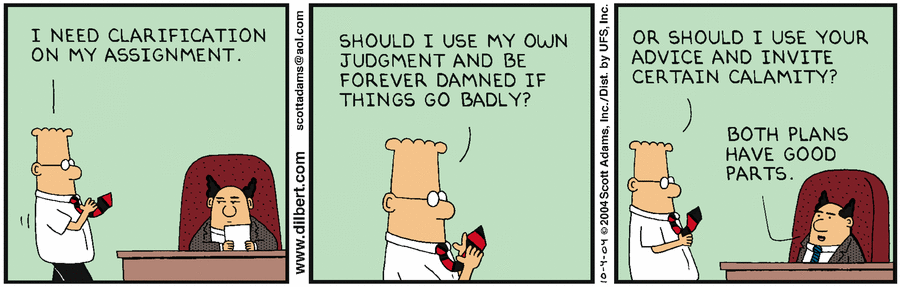 I NEED CLARIFICATION
ON MY ASSIGNMENT.
www.dilbert.com scottadams@aol.com
SHOULD I USE MY OWN
JUDGMENT AND BE
FOREVER DAMNED IF
THINGS GO BADLY?
10-4-04 © 2004 Scott Adams, Inc./Dist. by UFS, Inc.
OR SHOULD I USE YOUR
ADVICE AND INVITE
CERTAIN CALAMITY?
BOTH PLANS
HAVE GOOD
PARTS.